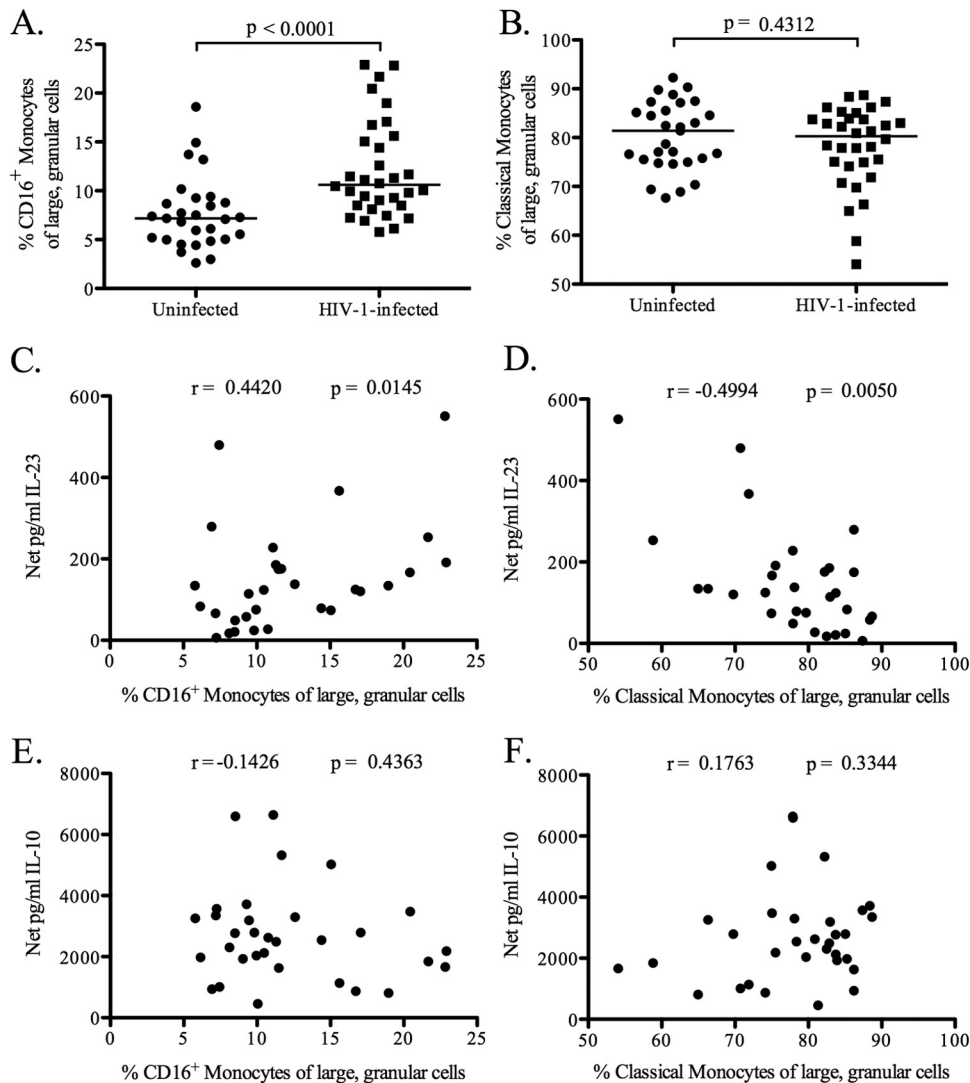 A.
p < 0.0001
% CD16+ Monocytes
of large, granular cells
25
20
15
10
5
0
Uninfected
HIV-1-infected
B.
p = 0.4312
% Classical Monocytes
of large, granular cells
100
90
80
70
60
50
Uninfected
HIV-1-infected
C.
r = 0.4420 p = 0.0145
Net pg/ml IL-23
600
400
200
0
0 5 10 15 20 25
% CD16+ Monocytes of large, granular cells
D.
r = -0.4994 p = 0.0050
Net pg/ml IL-23
600
400
200
0
50 60 70 80 90 100
% Classical Monocytes of large, granular cells
E.
r = -0.1426 p = 0.4363
Net pg/ml IL-10
8000
6000
4000
2000
0
0 5 10 15 20 25
% CD16+ Monocytes of large, granular cells
F.
r = 0.1763 p = 0.3344
Net pg/ml IL-10
8000
6000
4000
2000
0
50 60 70 80 90 100
% Classical Monocytes of large, granular cells